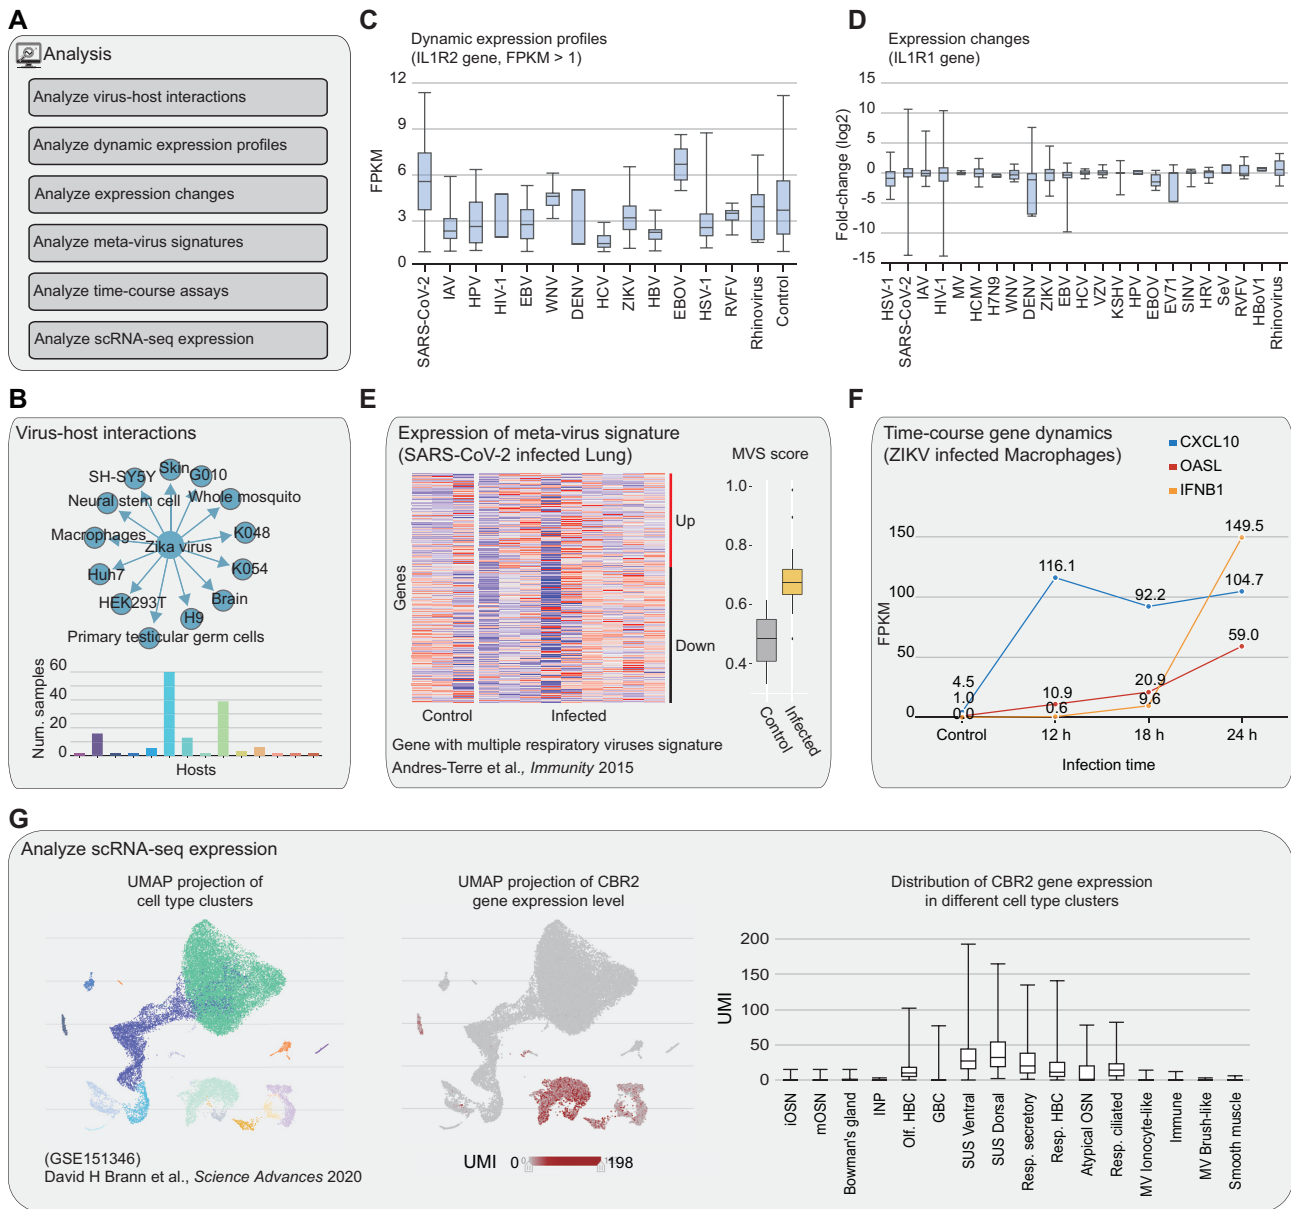 A
Analysis
Analyze virus-host interactions
Analyze dynamic expression profiles
Analyze expression changes
Analyze meta-virus signatures
Analyze time-course assays
Analyze scRNA-seq expression
C
Dynamic expression profiles
(IL1R2 gene, FPKM > 1)
FPKM
12
9
6
3
0
SARS-CoV-2
IAV
HPV
HIV-1
EBV
WNV
DENV
HCV
ZIKV
HBV
EBOV
HSV-1
RVFV
Rhinovirus
Control
D
Expression changes
(IL1R1 gene)
Fold-change (log2)
15
10
5
0
-5
-10
-15
HSV-1
SARS-CoV-2
IAV
HIV-1
MV
HCMV
H7N9
WNV
DENV
ZIKV
EBV
HCV
VZV
KSHV
HPV
EBOV
EV71
SINV
HRV
SeV
RVFV
HBoV1
Rhinovirus
B
Virus-host interactions
Skin
G010
SH-SY5Y
Whole mosquito
Neural stem cell
K048
Macrophages
Zika virus
K054
Hun7
Brain
HEK293T
H9
Primary testicular germ cells
Num. samples
60
40
20
0
Hosts
E
Expression of meta-virus signature
(SARS-CoV-2 infected Lung)
MVS score
Genes
Up
Down
Control
Infected
1.0
0.8
0.6
0.4
Control
Infected
Gene with multiple respiratory viruses signature
Andres-Terre et al., Immunity 2015
F
Time-course gene dynamics
(ZIKV infected Macrophages)
CXCL10
OASL
IFNB1
FPKM
150
100
50
0
4.5
1.0
0.0
116.1
10.9
0.6
92.2
20.9
9.6
149.5
104.7
59.0
Control
12 h
18 h
24 h
Infection time
G
Analyze scRNA-seq expression
UMAP projection of
cell type clusters
(GSE151346)
David H Brann et al., Science Advances 2020
UMAP projection of CBR2
gene expression level
UMI
0
198
Distribution of CBR2 gene expression
in different cell type clusters
UMI
200
150
100
50
0
iOSN
mOSN
Bowman's gland
INP
Olf. HBC
GBC
SUS Ventral
SUS Dorsal
Resp. secretory
Resp. HBC
Atypical OSN
Resp. ciliated
MV Ionocyte-like
Immune
MV Brush-like
Smooth muscle